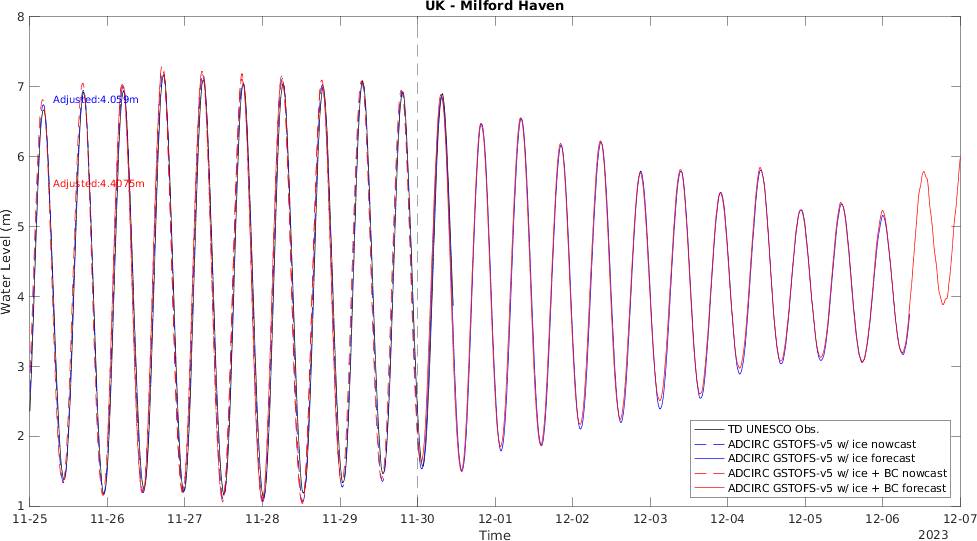 UK - Milford Haven
8
7
6
5
4
3
2
1
Water Level (m)
Adjusted:4.059m
Adjusted:4.4075m
TD UNESCO Obs.
ADCIRC GSTOFS-v5 w/ ice nowcast
ADCIRC GSTOFS-v5 w/ ice forecast
ADCIRC GSTOFS-v5 w/ ice + BC nowcast
ADCIRC GSTOFS-v5 w/ ice + BC forecast
11-25 11-26 11-27 11-28 11-29 11-30 12-01 12-02 12-03 12-04 12-05 12-06 12-07
Time
2023